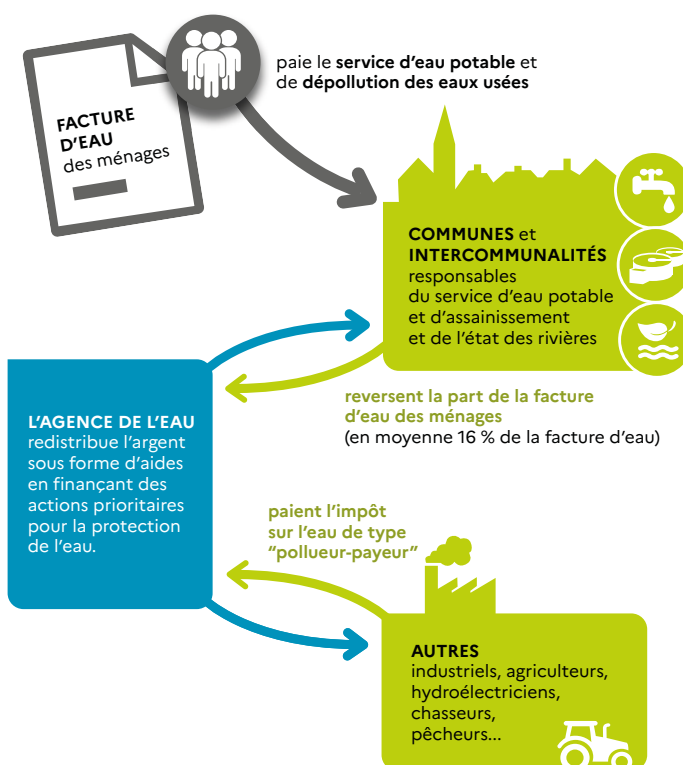 paie le service d'eau potable et
de dépollution des eaux usées
FACTURE
D'EAU
des ménages
COMMUNES et
INTERCOMMUNALITÉS
responsables
du service d'eau potable
et d'assainissement
et de l'état des rivières
reversent la part de la facture
d'eau des ménages
(en moyenne 16 % de la facture d'eau)
L'AGENCE DE L'EAU
redistribue l'argent
sous forme d'aides
en finançant des
actions prioritaires
pour la protection
de l'eau.
paient l'impôt
sur l'eau de type
"pollueur-payeur"
AUTRES
industriels, agriculteurs,
hydroélectriciens,
chasseurs,
pêcheurs...